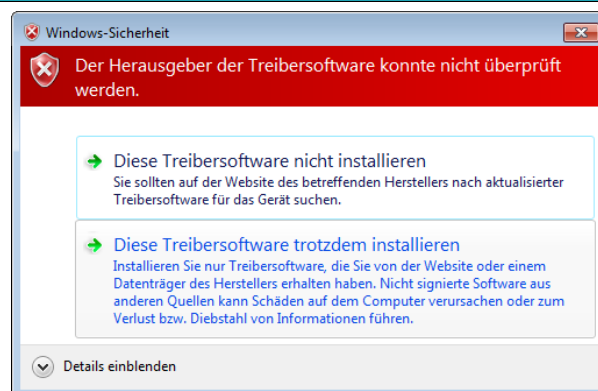 Windows-Sicherheit
Der Herausgeber der Treibersoftware konnte nicht überprüft
werden.
Diese Treibersoftware nicht installieren
Sie sollten auf der Website des betreffenden Herstellers nach aktualisierter
Treibersoftware für das Gerät suchen.
Diese Treibersoftware trotzdem installieren
Installieren Sie nur Treibersoftware, die Sie von der Website oder einem
Datenträger des Herstellers erhalten haben. Nicht signierte Software aus
anderen Quellen kann Schäden auf dem Computer verursachen oder zum
Verlust bzw. Diebstahl von Informationen führen.
Details einblenden